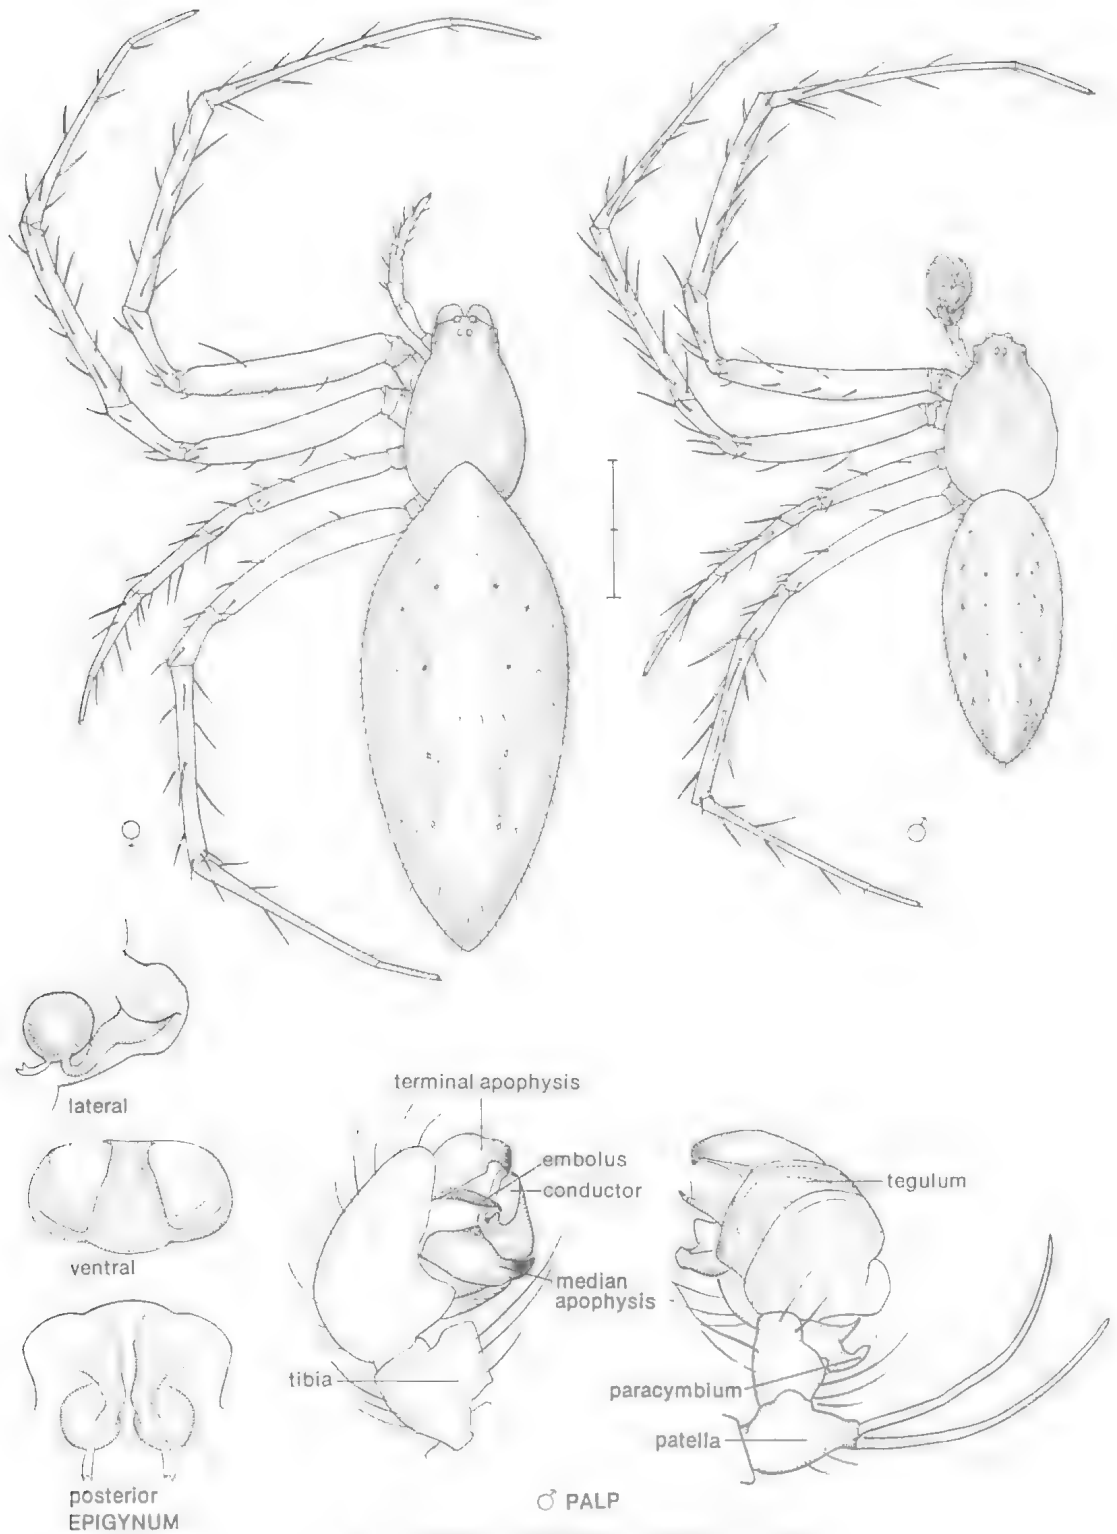 ♀
♂
lateral
ventral
posterior
EPIGYNUM
terminal apophysis
embolus
conductor
median
apophysis
tibia
tegulum
paracymbium
patella
♂ PALP